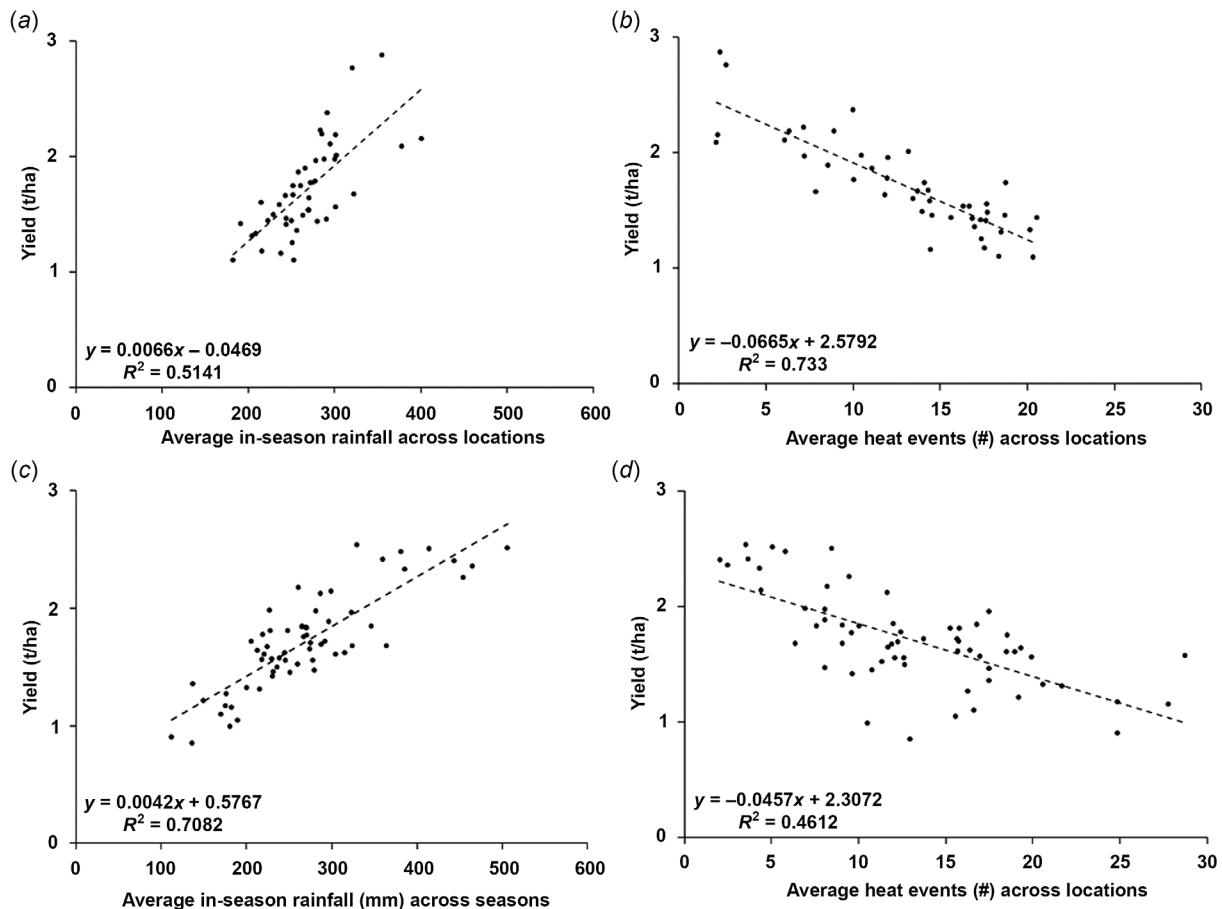 (a)
3
2
1
0
Yield (t/ha)
y = 0.0066x – 0.0469
R² = 0.5141
0 100 200 300 400 500 600
Average in-season rainfall across locations
(b)
3
2
1
0
Yield (t/ha)
y = –0.0665x + 2.5792
R² = 0.733
0 5 10 15 20 25 30
Average heat events (#) across locations
(c)
3
2
1
0
Yield (t/ha)
y = 0.0042x + 0.5767
R² = 0.7082
0 100 200 300 400 500 600
Average in-season rainfall (mm) across seasons
(d)
3
2
1
0
Yield (t/ha)
y = –0.0457x + 2.3072
R² = 0.4612
0 5 10 15 20 25 30
Average heat events (#) across locations